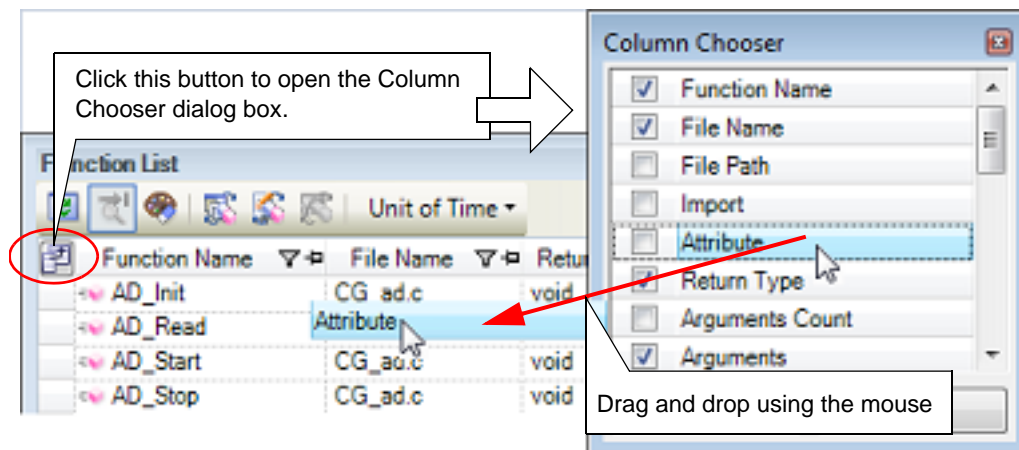 Column Chooser
Click this button to open the Column
Chooser dialog box.
Function Name
File Name
File Path
Import
Attribute
Return Type
Arguments Count
Arguments
Drag and drop using the mouse
Function List
Unit of Time
Function Name File Name Retu
AD_Init CG_ad.c void
AD_Read Attribute
AD_Start CG_ad.c void
AD_Stop CG_ad.c void